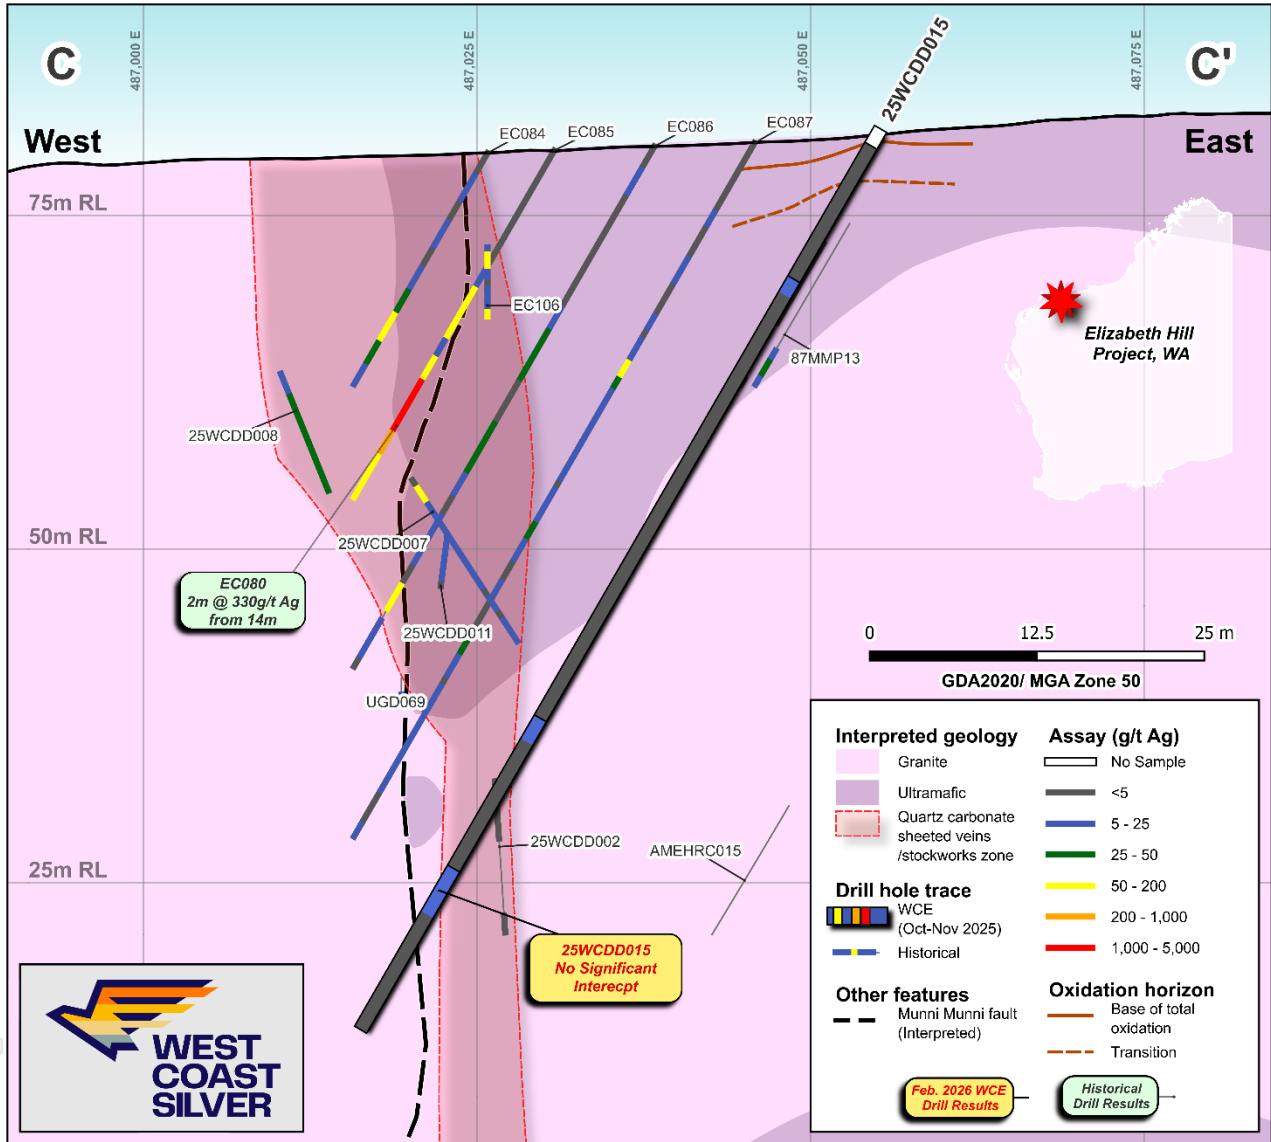 C
C'
487,000 E
487,025 E
487,050 E
487,075 E
25WCDD015
West
East
EC084
EC085
EC086
EC087
75m RL
EC106
87MMP13
Elizabeth Hill
Project, WA
25WCDD008
25WCDD007
50m RL
EC080
2m @ 330g/t Ag
from 14m
25WCDD011
0
12.5
25 m
GDA2020/ MGA Zone 50
UGD069
25WCDD002
AMEHRC015
25m RL
25WCDD015
No Significant
Interecpt
Interpreted geology
Granite
Ultramafic
Quartz carbonate
sheeted veins
/stockworks zone
Drill hole trace
WCE
(Oct-Nov 2025)
Historical
Other features
Munni Munni fault
(Interpreted)
Assay (g/t Ag)
No Sample
<5
5 - 25
25 - 50
50 - 200
200 - 1,000
1,000 - 5,000
Oxidation horizon
Base of total
oxidation
Transition
Feb. 2026 WCE
Drill Results
Historical
Drill Results
WEST
COAST
SILVER